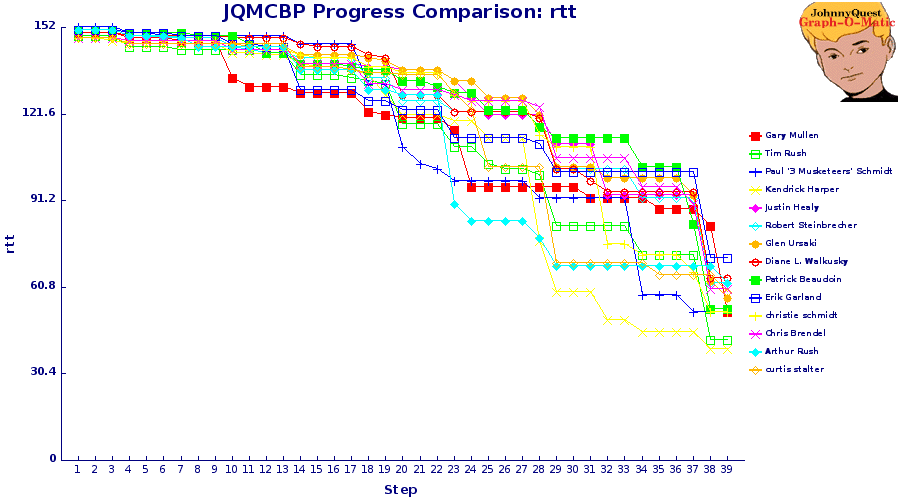 JQMCBP Progress Comparison: rtt
JohnnyQuest
Graph-O-Matic
152
121.6
91.2
60.8
30.4
0
rtt
1 2 3 4 5 6 7 8 9 10 11 12 13 14 15 16 17 18 19 20 21 22 23 24 25 26 27 28 29 30 31 32 33 34 35 36 37 38 39
Step
Gary Mullen
Tim Rush
Paul '3 Musketeers' Schmidt
Kendrick Harper
Justin Healy
Robert Steinbrecher
Glen Ursaki
Diane L. Walkusky
Patrick Beaudoin
Erik Garland
christie schmidt
Chris Brendel
Arthur Rush
curtis stalter